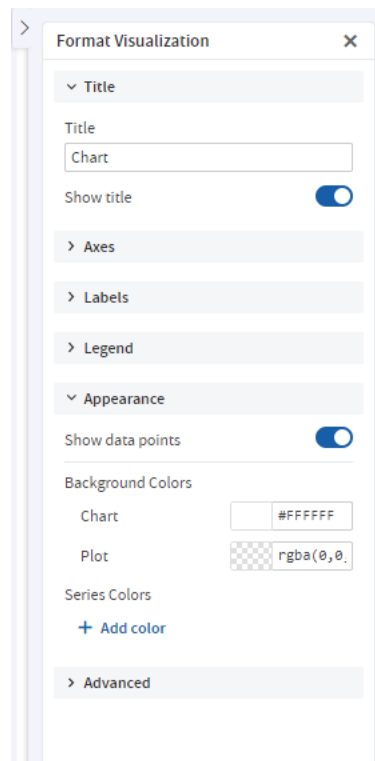 Format Visualization
Title
Title
Chart
Show title
Axes
Labels
Legend
Appearance
Show data points
Background Colors
Chart #FFFFFF
Plot rgba(0,0,
Series Colors
+ Add color
Advanced